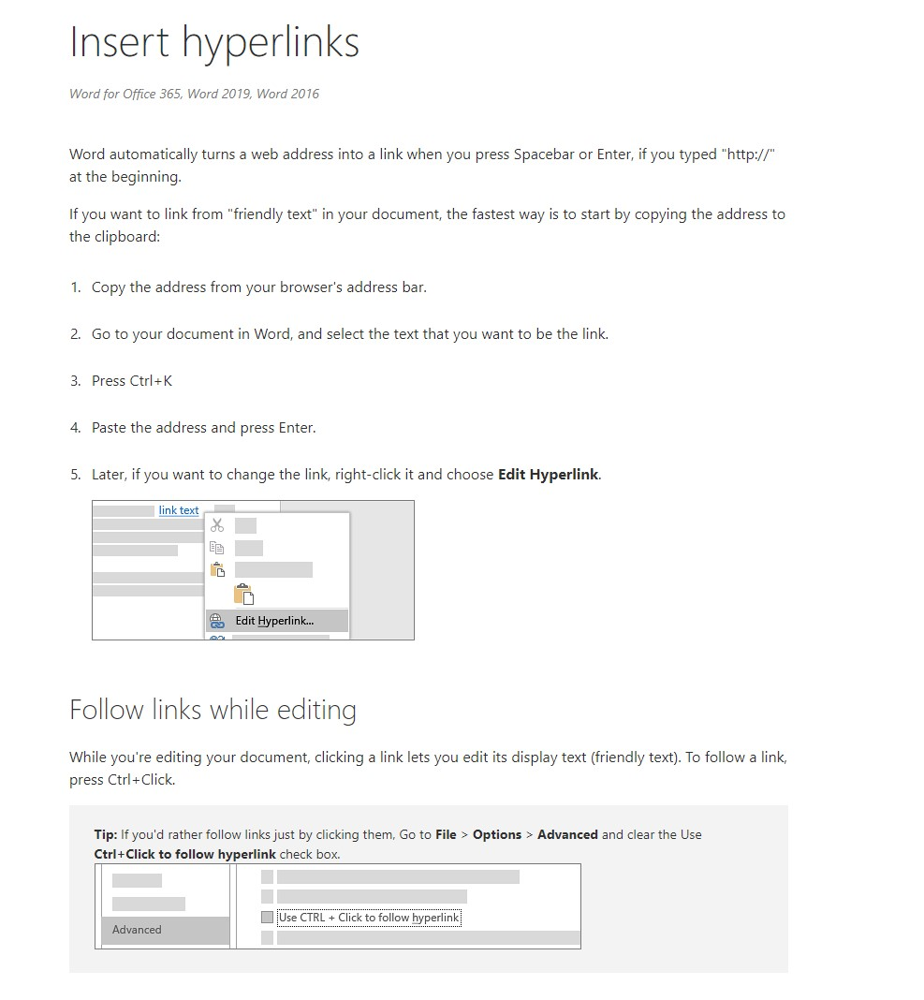 Insert hyperlinks
Word for Office 365, Word 2019, Word 2016
Word automatically turns a web address into a link when you press Spacebar or Enter, if you typed "http://"
at the beginning.
If you want to link from "friendly text" in your document, the fastest way is to start by copying the address to
the clipboard:
1. Copy the address from your browser's address bar.
2. Go to your document in Word, and select the text that you want to be the link.
3. Press Ctrl+K
4. Paste the address and press Enter.
5. Later, if you want to change the link, right-click it and choose Edit Hyperlink.
link text
Edit Hyperlink...
Follow links while editing
While you're editing your document, clicking a link lets you edit its display text (friendly text). To follow a link,
press Ctrl+Click.
Tip: If you'd rather follow links just by clicking them, Go to File > Options > Advanced and clear the Use
Ctrl+Click to follow hyperlink check box.
Use CTRL + Click to follow hyperlink
Advanced